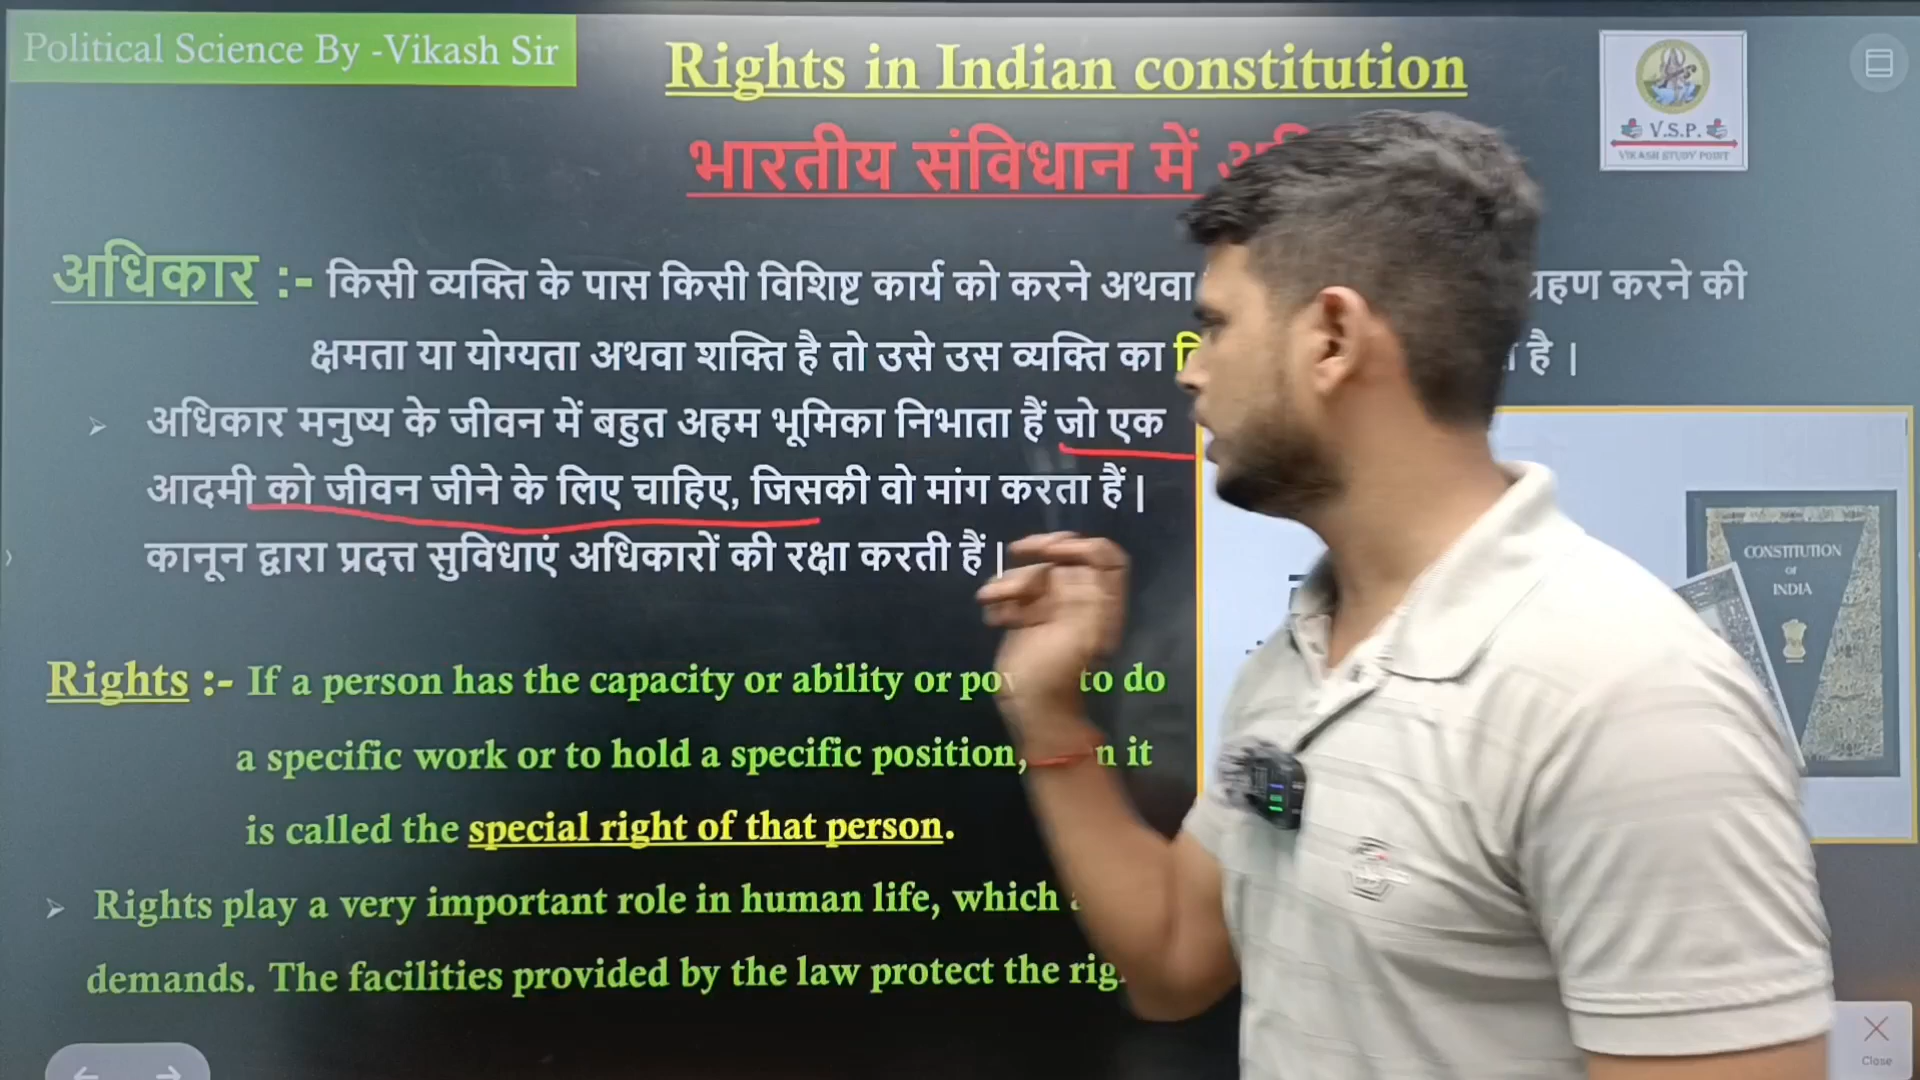 Political Science By -Vikash Sir
Rights in Indian constitution
V.S.P.
VIKASH STUDY POINT
भारतीय संविधान में
अधिकार :- किसी व्यक्ति के पास किसी विशिष्ट कार्य को करने अथवा ग्रहण करने की
क्षमता या योग्यता अथवा शक्ति है तो उसे उस व्यक्ति का है |
➢ अधिकार मनुष्य के जीवन में बहुत अहम भूमिका निभाता हैं जो एक
आदमी को जीवन जीने के लिए चाहिए, जिसकी वो मांग करता हैं|
कानून द्वारा प्रदत्त सुविधाएं अधिकारों की रक्षा करती हैं |
CONSTITUTION
OF
INDIA
Rights :- If a person has the capacity or ability or to do
a specific work or to hold a specific position, it
is called the special right of that person.
➢ Rights play a very important role in human life, which
demands. The facilities provided by the law protect the
Close